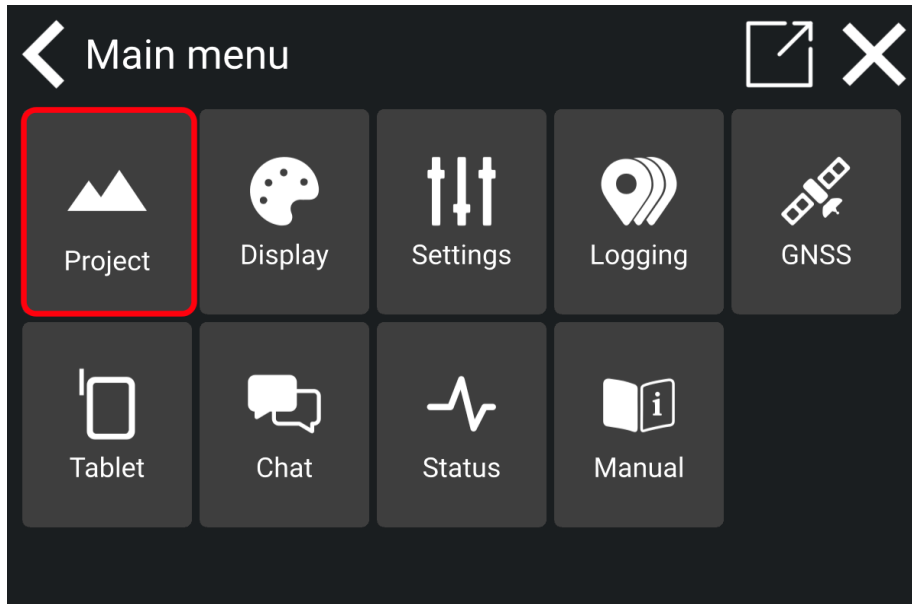 Main menu
Project
Display
Settings
Logging
GNSS
Tablet
Chat
Status
i
Manual